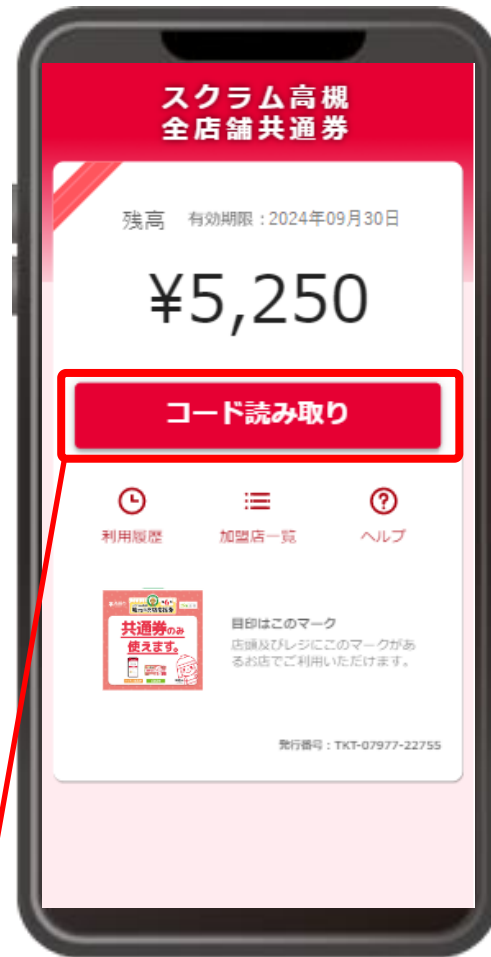 スクラム高槻
全店舗共通券
残高 有効期限：2024年09月30日
¥5,250
コード読み取り
利用履歴 加盟店一覧 ヘルプ
共通券のみ
使えます。
目印はこのマーク
店頭及びレジにこのマークがあ
るお店でご利用いただけます。
発行番号：TKT-07977-22755